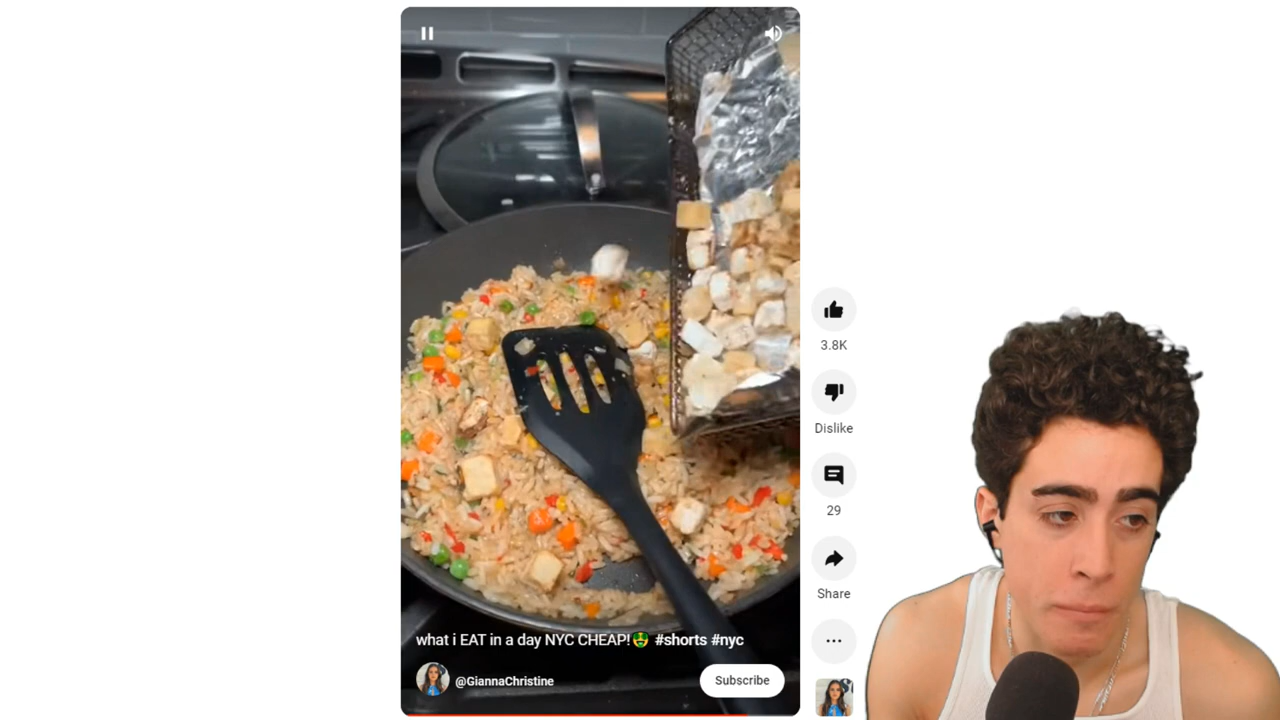 3.8K
Dislike
29
Share
what i EAT in a day NYC CHEAP!🤑 #shorts #nyc
@GiannaChristine
Subscribe